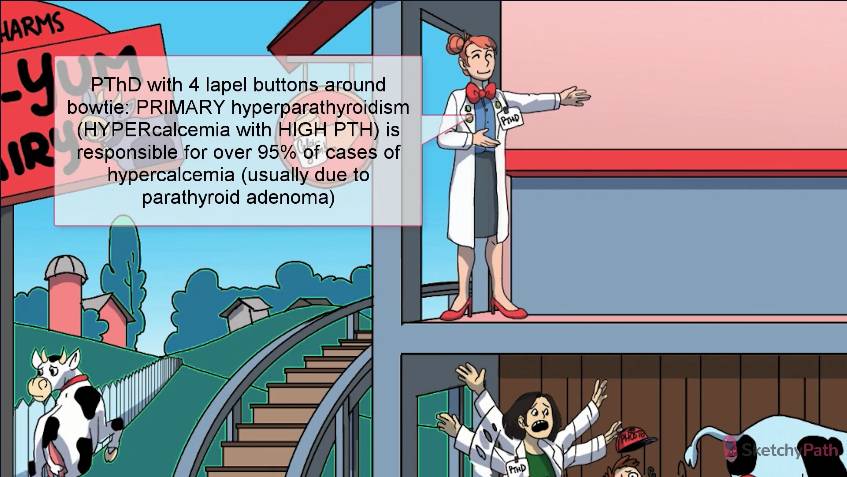 HARMS
-YUM
IRY
PThD with 4 lapel buttons around
bowtie: PRIMARY hyperparathyroidism
(HYPERcalcemia with HIGH PTH) is
responsible for over 95% of cases of
hypercalcemia (usually due to
parathyroid adenoma)
PThD
PThD
SketchyPath